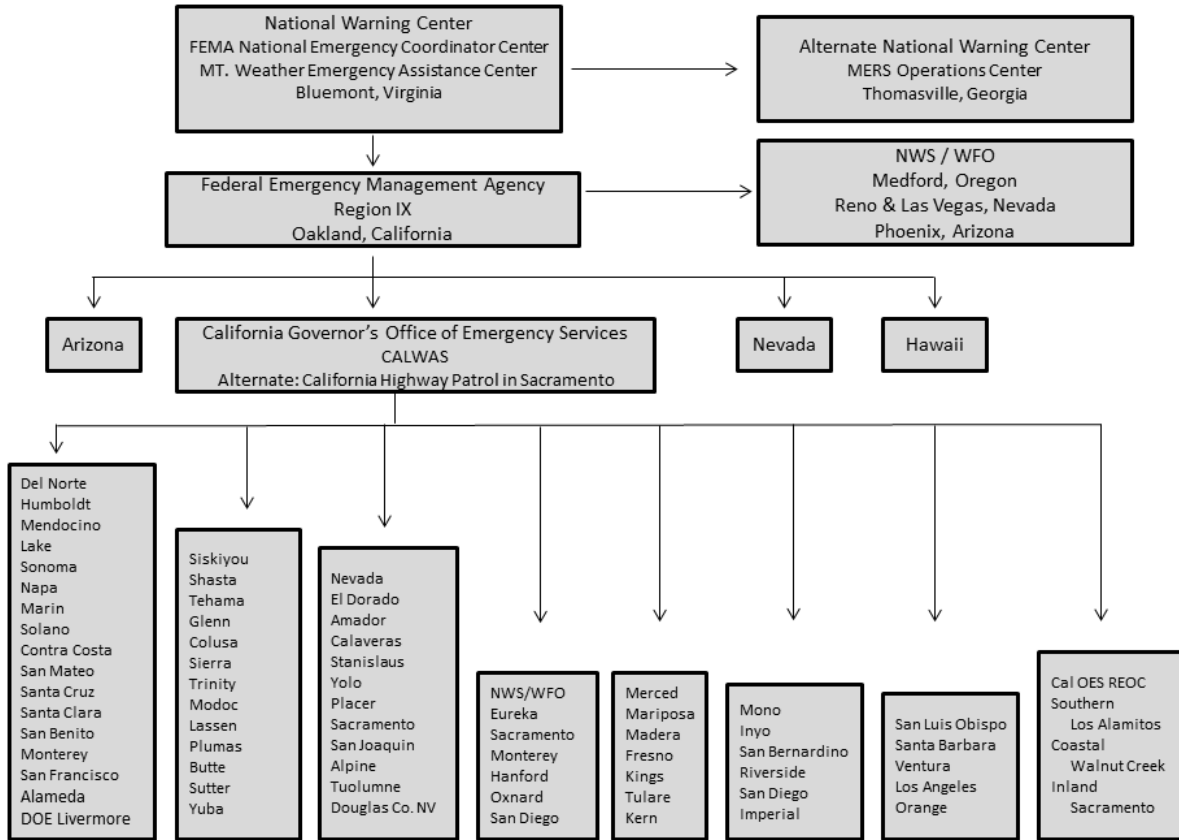 National Warning Center
FEMA National Emergency Coordinator Center
MT. Weather Emergency Assistance Center
Bluemont, Virginia
Alternate National Warning Center
MERS Operations Center
Thomasville, Georgia
Federal Emergency Management Agency
Region IX
Oakland, California
NWS / WFO
Medford, Oregon
Reno & Las Vegas, Nevada
Phoenix, Arizona
Arizona
California Governor's Office of Emergency Services
CALWAS
Alternate: California Highway Patrol in Sacramento
Nevada
Hawaii
Del Norte
Humboldt
Mendocino
Lake
Sonoma
Napa
Marin
Solano
Contra Costa
San Mateo
Santa Cruz
Santa Clara
San Benito
Monterey
San Francisco
Alameda
DOE Livermore
Siskiyou
Shasta
Tehama
Glenn
Colusa
Sierra
Trinity
Modoc
Lassen
Plumas
Butte
Sutter
Yuba
Nevada
El Dorado
Amador
Calaveras
Stanislaus
Yolo
Placer
Sacramento
San Joaquin
Alpine
Tuolumne
Douglas Co. NV
NWS/WFO
Eureka
Sacramento
Monterey
Hanford
Oxnard
San Diego
Merced
Mariposa
Madera
Fresno
Kings
Tulare
Kern
Mono
Inyo
San Bernardino
Riverside
San Diego
Imperial
San Luis Obispo
Santa Barbara
Ventura
Los Angeles
Orange
Cal OES REOC
Southern
Los Alamitos
Coastal
Walnut Creek
Inland
Sacramento